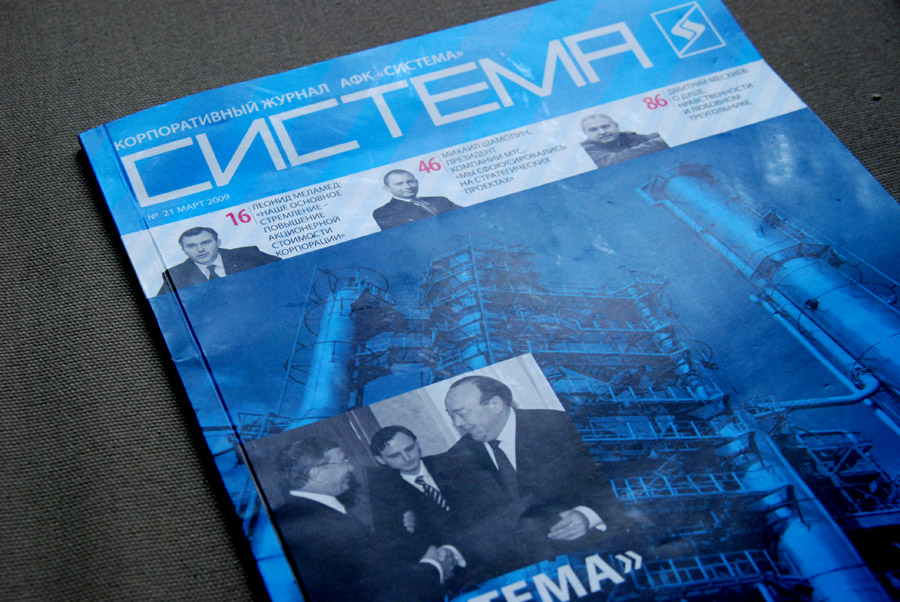 КОРПОРАТИВНЫЙ ЖУРНАЛ АФК «СИСТЕМА»
СИСТЕМА
№ 21 МАРТ 2009
16
ЛЕОНИД МЕЛАМЕД:
«НАШЕ ОСНОВНОЕ
СТРЕМЛЕНИЕ –
ПОВЫШЕНИЕ
АКЦИОНЕРНОЙ
СТОИМОСТИ
КОРПОРАЦИИ»
46
МИХАИЛ ШАМОЛИН,
ПРЕЗИДЕНТ
КОМПАНИИ МТС:
«МЫ СФОКУСИРОВАЛИСЬ
НА СТРАТЕГИЧЕСКИХ
ПРОЕКТАХ»
86
ДМИТРИЙ МЕСХИЕВ
О ДУШЕ,
НРАВСТВЕННОСТИ
И ЛЮБОВНОМ
ТРЕУГОЛЬНИКЕ
ТЕМА»